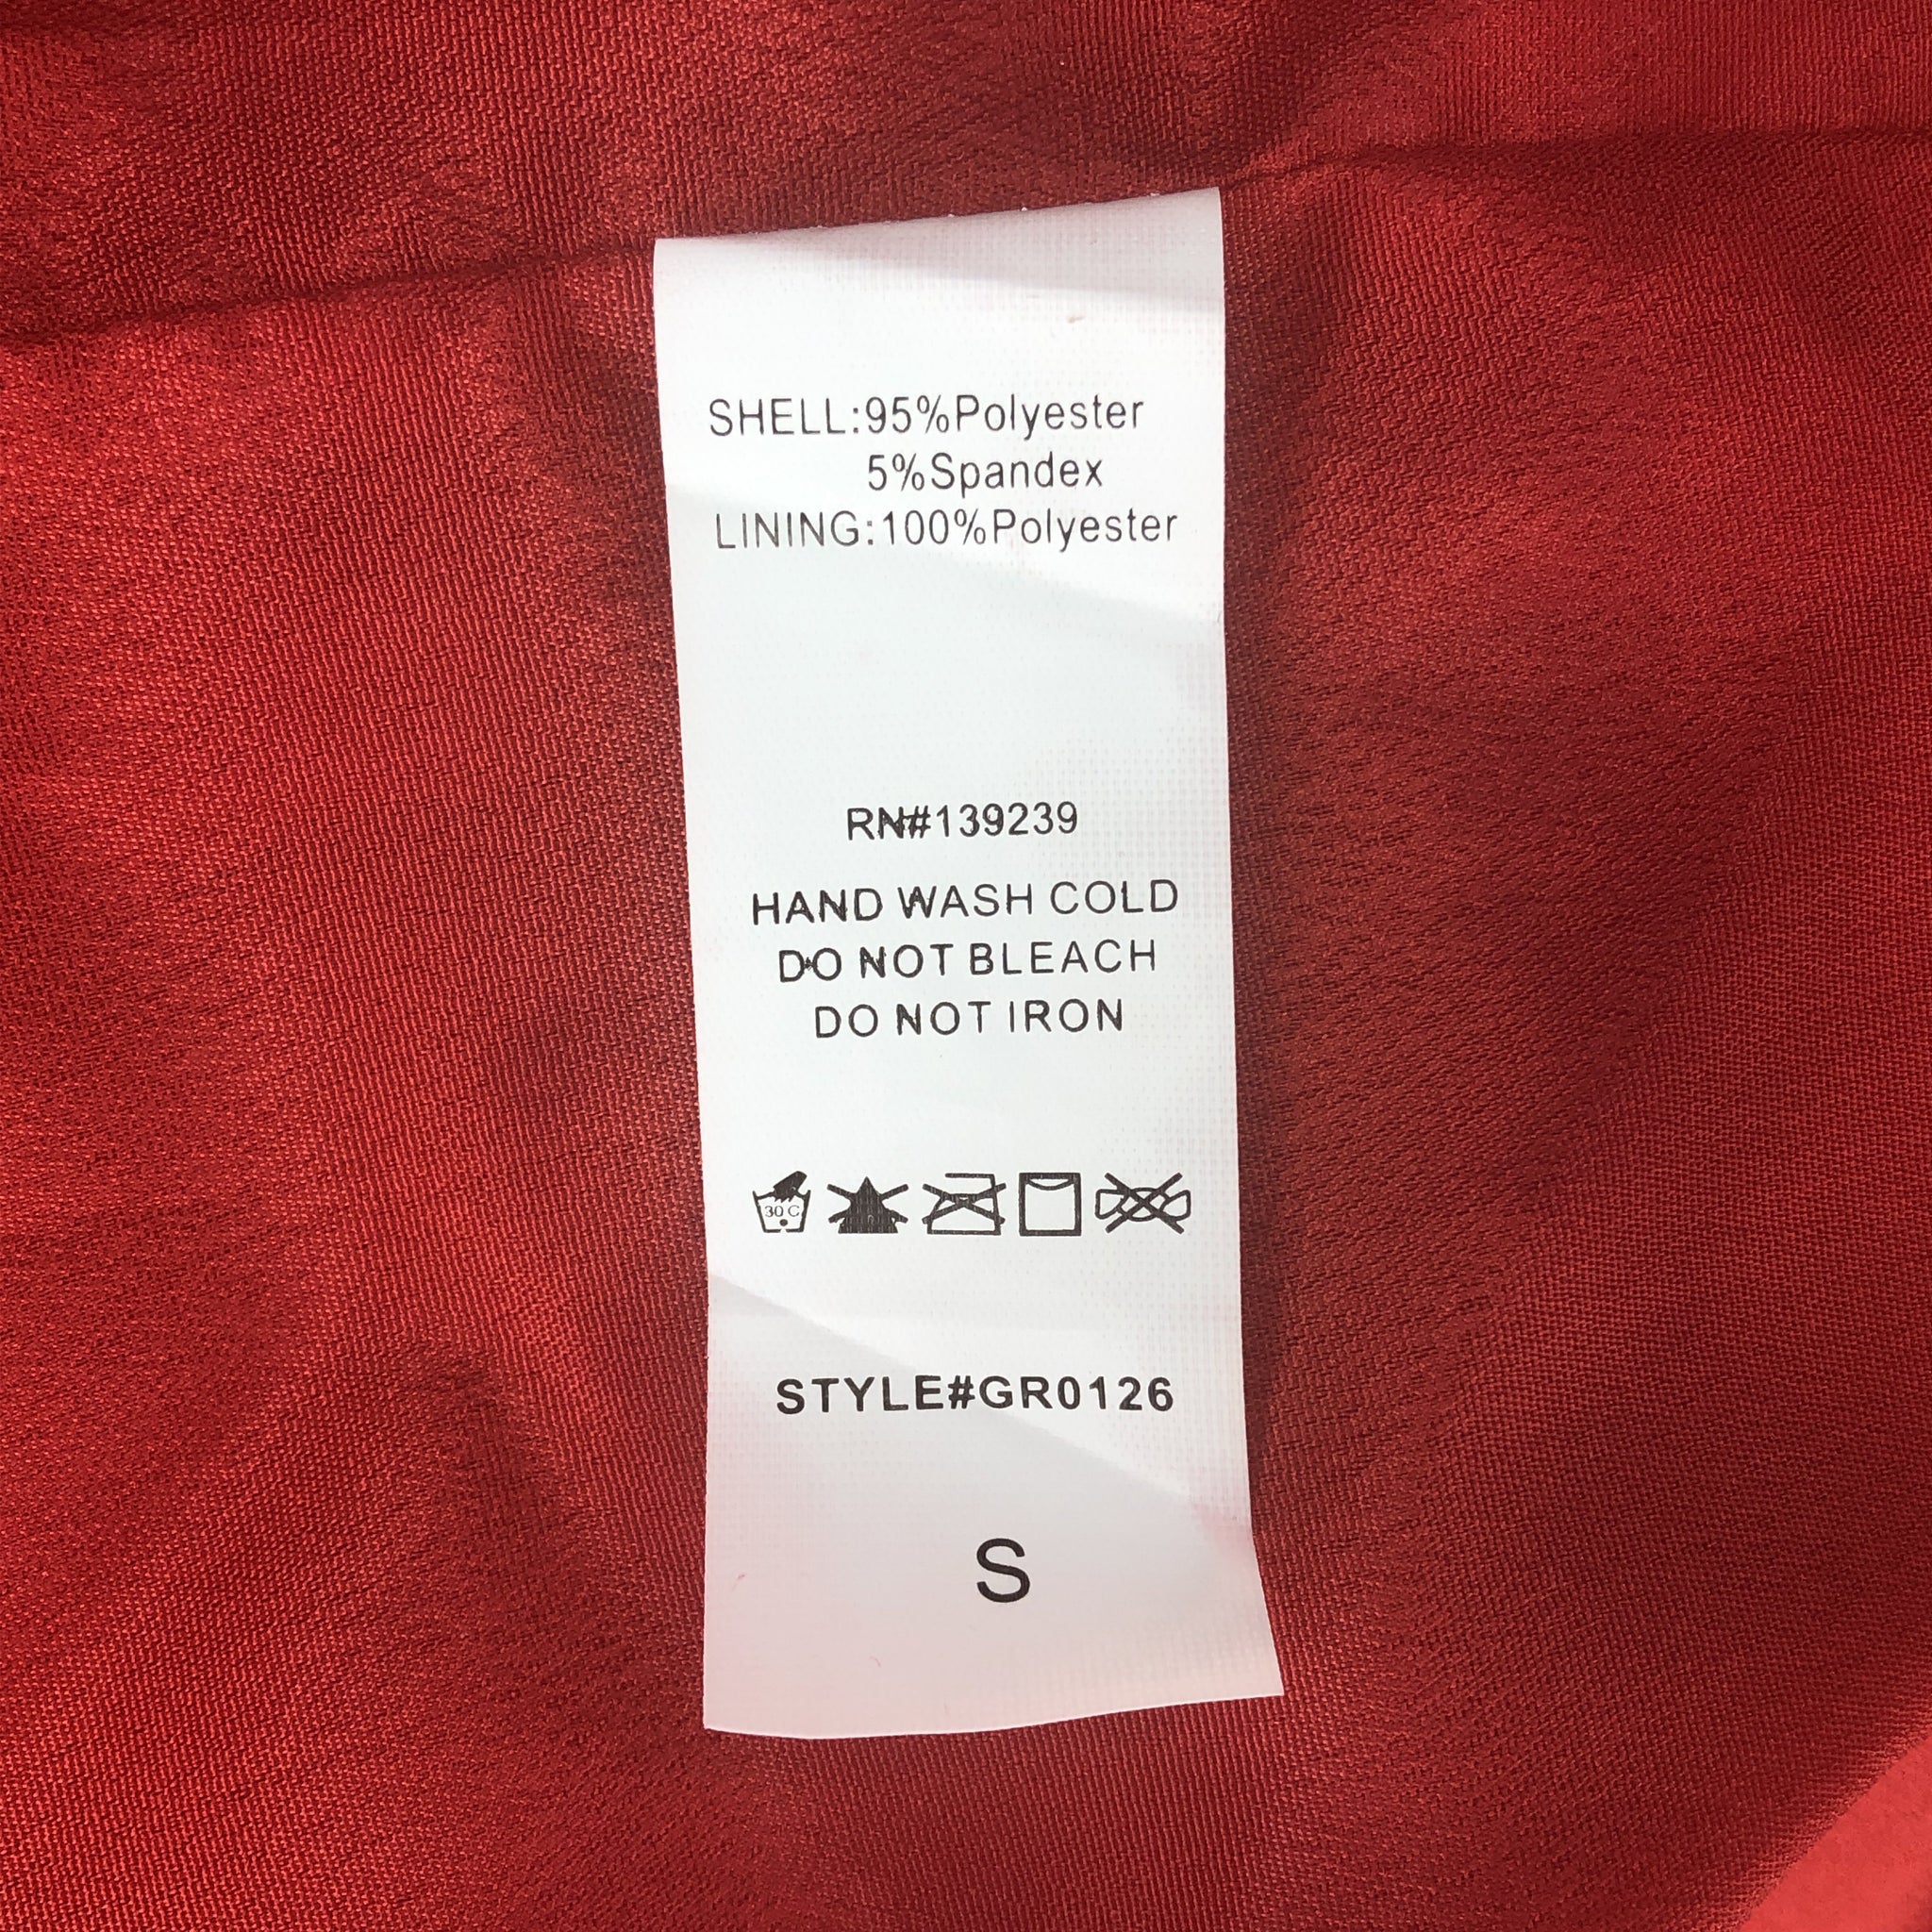 SHELL:95%Polyester
5%Spandex
LINING:100%Polyester
RN#139239
HAND WASH COLD
DO NOT BLEACH
DO NOT IRON
30 C
STYLE#GR0126
S